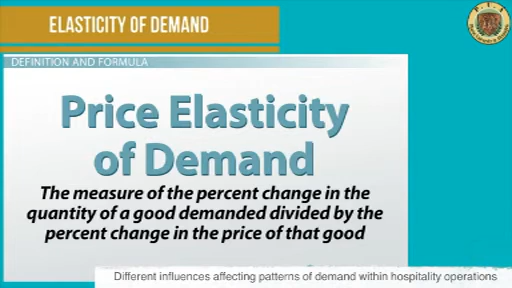 ELASTICITY OF DEMAND
P.I.I
DEFINITION AND FORMULA
Price Elasticity
of Demand
The measure of the percent change in the
quantity of a good demanded divided by the
percent change in the price of that good
Different influences affecting patterns of demand within hospitality operations